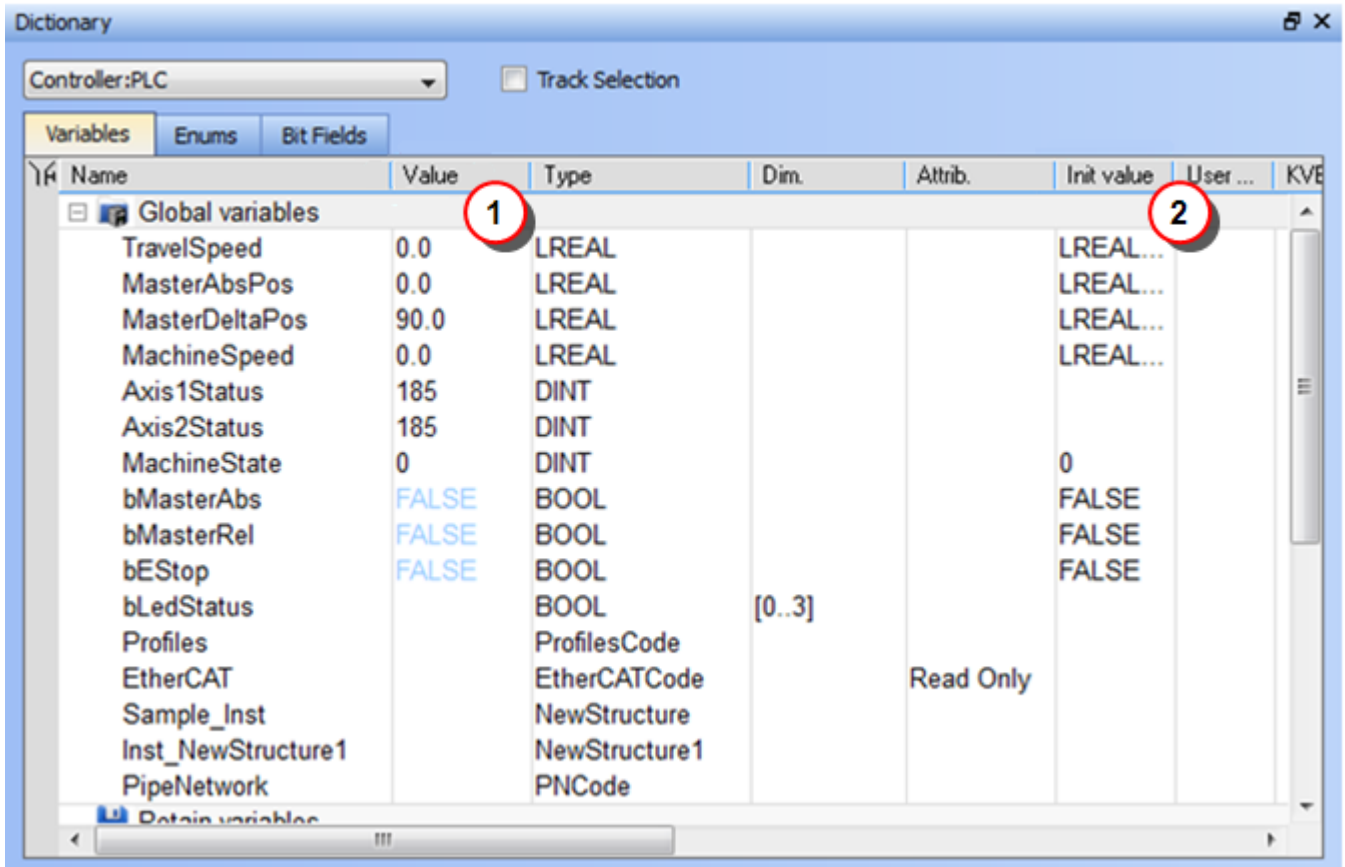 Dictionary
Controller:PLC Track Selection
Variables Enums Bit Fields
Name Value Type Dim. Attrib. Init value User ... KVB
Global variables 1 2
TravelSpeed 0.0 LREAL LREAL...
MasterAbsPos 0.0 LREAL LREAL...
MasterDeltaPos 90.0 LREAL LREAL...
MachineSpeed 0.0 LREAL LREAL...
Axis1Status 185 DINT
Axis2Status 185 DINT
MachineState 0 DINT 0
bMasterAbs FALSE BOOL FALSE
bMasterRel FALSE BOOL FALSE
bEStop FALSE BOOL FALSE
bLedStatus BOOL [0..3]
Profiles ProfilesCode
EtherCAT EtherCATCode Read Only
Sample_Inst NewStructure
Inst_NewStructure1 NewStructure1
PipeNetwork PNCode
Retain variables